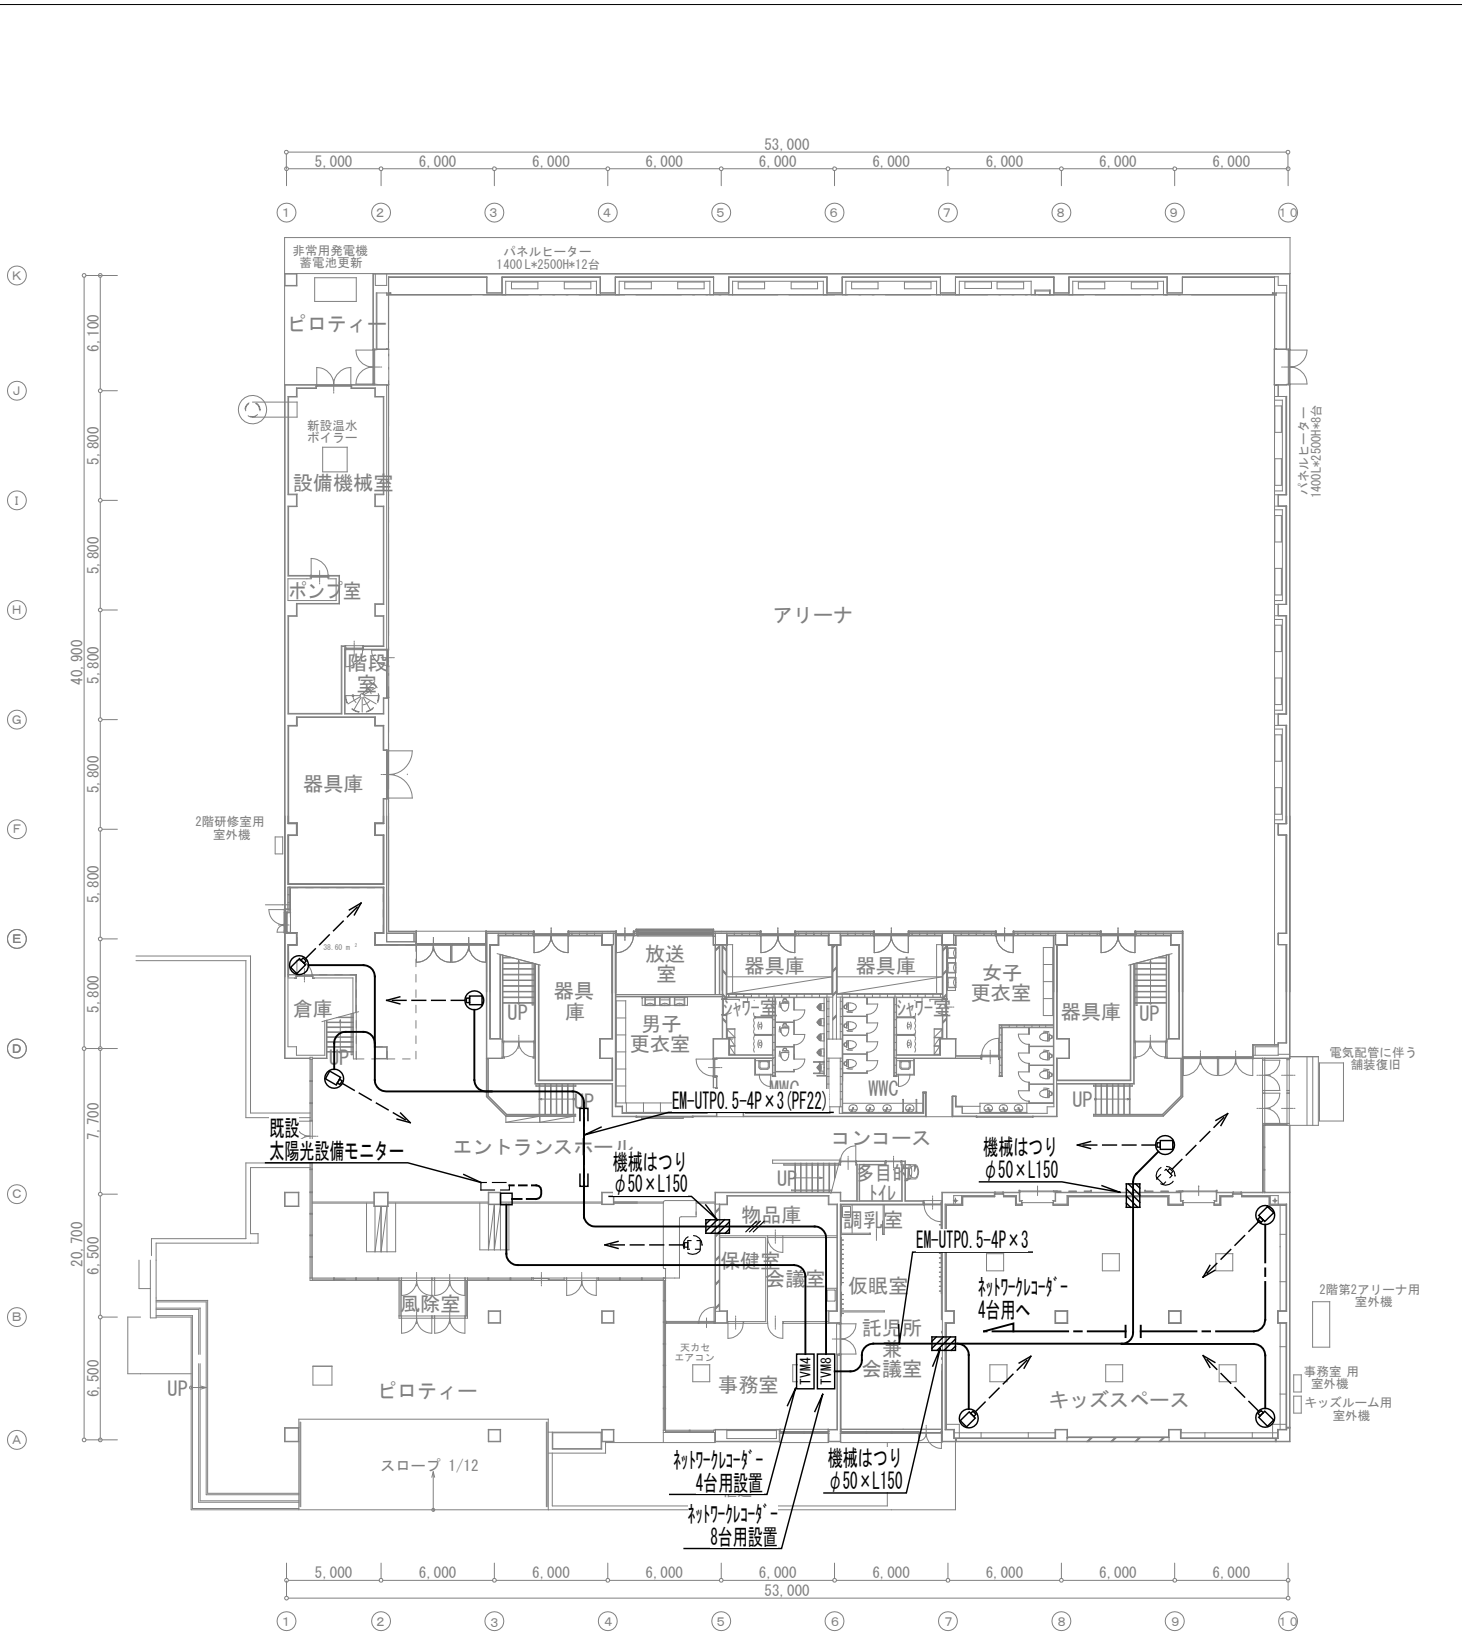 53,000
5,000 6,000 6,000 6,000 6,000 6,000 6,000 6,000 6,000
1 2 3 4 5 6 7 8 9 10
非常用発電機
蓄電池更新
パネルヒーター
1400L*2500H*12台
K
ピロティー
6,100
J
新設温水
ボイラー
設備機械室
5,800
パネルヒーター
1400L*2500H*8台
I
5,800
ポンプ室
H
アリーナ
40,900
5,800
階段
室
G
5,800
器具庫
2階研修室用
室外機
F
5,800
E
38.60㎡
放送
室
器具庫
器具庫
女子
更衣室
器具
庫
5,800
倉庫
UP
シャワー室
シャワー室
器具庫
UP
男子
更衣室
D
UP
MWC
WWC
電気配管に伴う
舗装復旧
EM-UTP0.5-4P×3(PF22)
UP
UP
7,700
既設
太陽光設備モニター
エントランスホール
コンコース
機械はつり
φ50×L150
機械はつり
φ50×L150
UP
多目的
トイレ
C
物品庫
調乳室
EM-UTP0.5-4P×3
20,700
6,500
保健室
会議室
仮眠室
ネットワークレコーダー
4台用へ
2階第2アリーナ用
室外機
風除室
B
託児所
兼
会議室
天カセ
エアコン
TVM4
TVM8
事務室
6,500
UP
ピロティー
キッズスペース
事務室 用
室外機
キッズルーム用
室外機
A
スロープ 1/12
ネットワークレコーダー
4台用設置
機械はつり
φ50×L150
ネットワークレコーダー
8台用設置
5,000 6,000 6,000 6,000 6,000 6,000 6,000 6,000 6,000
53,000
1 2 3 4 5 6 7 8 9 10